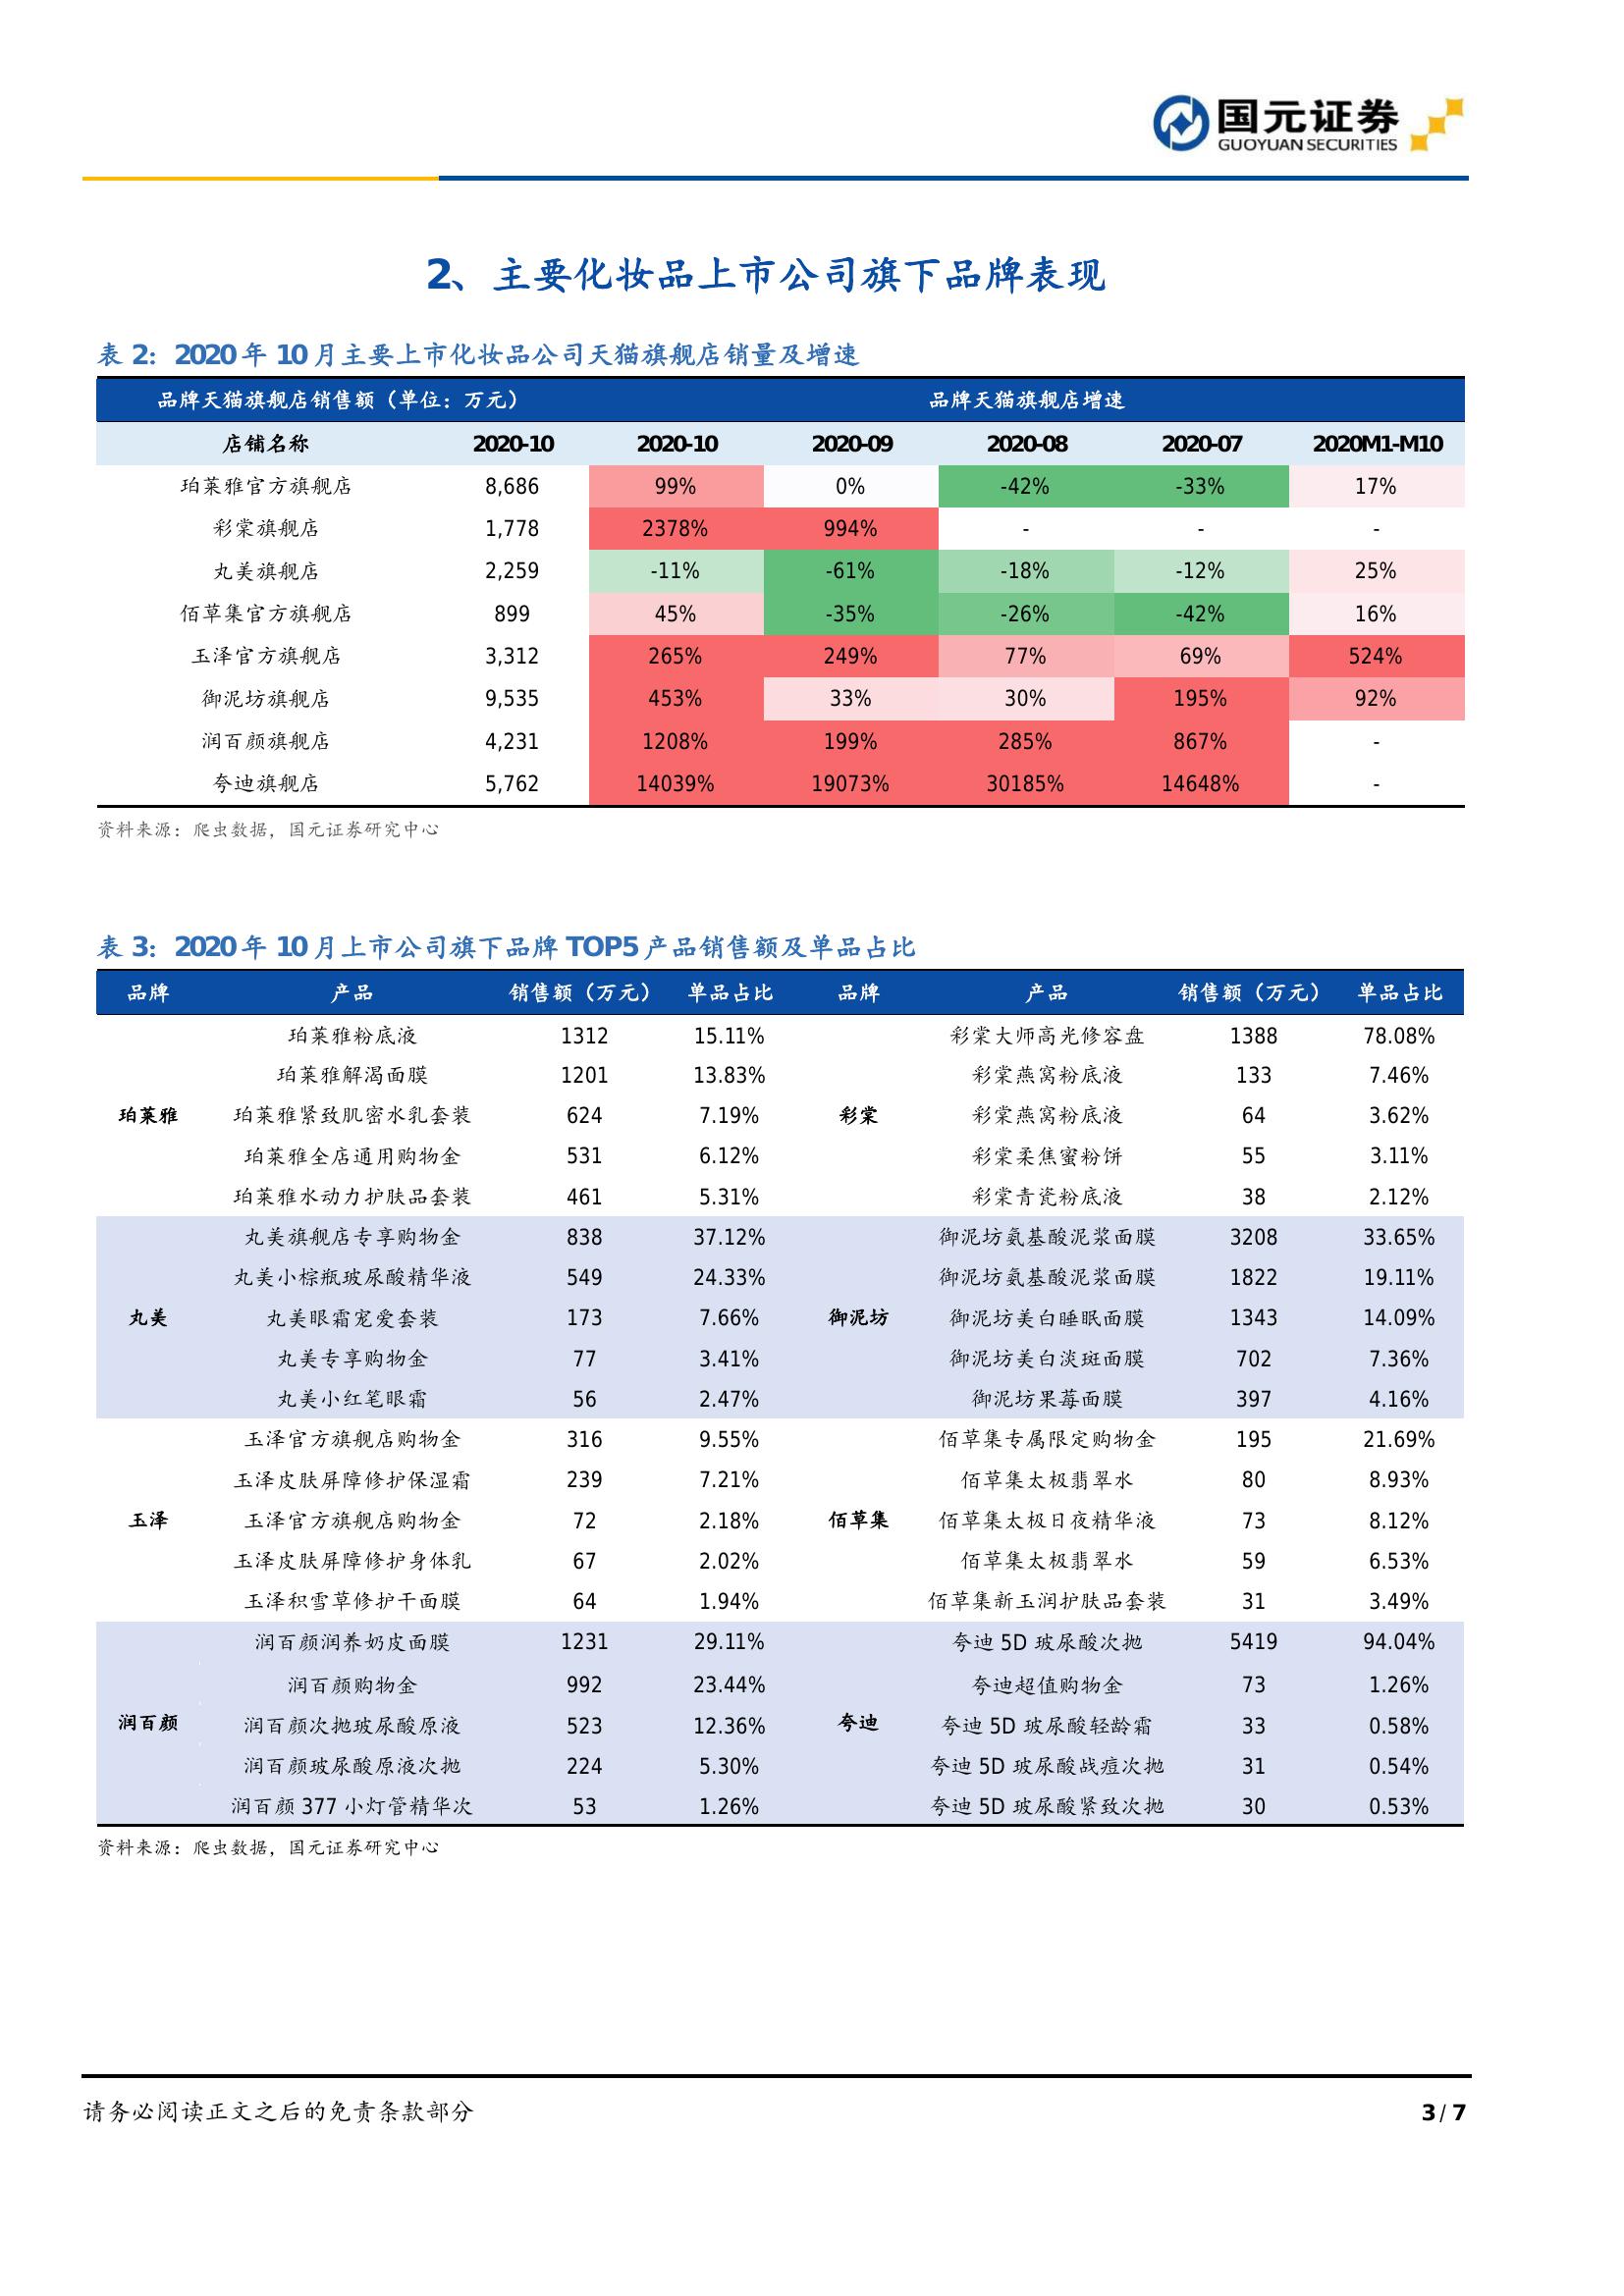 国元证券
GUOYUAN SECURITIES
2、主要化妆品上市公司旗下品牌表现
表 2：2020 年 10 月主要上市化妆品公司天猫旗舰店销量及增速
品牌天猫旗舰店销售额（单位：万元） 品牌天猫旗舰店增速
店铺名称 2020-10 2020-10 2020-09 2020-08 2020-07 2020M1-M10
珀莱雅官方旗舰店 8,686 99% 0% -42% -33% 17%
彩棠旗舰店 1,778 2378% 994% - - -
丸美旗舰店 2,259 -11% -61% -18% -12% 25%
佰草集官方旗舰店 899 45% -35% -26% -42% 16%
玉泽官方旗舰店 3,312 265% 249% 77% 69% 524%
御泥坊旗舰店 9,535 453% 33% 30% 195% 92%
润百颜旗舰店 4,231 1208% 199% 285% 867% -
夸迪旗舰店 5,762 14039% 19073% 30185% 14648% -
资料来源：爬虫数据，国元证券研究中心
表 3：2020 年 10 月上市公司旗下品牌 TOP5 产品销售额及单品占比
品牌 产品 销售额（万元） 单品占比 品牌 产品 销售额（万元） 单品占比
珀莱雅粉底液 1312 15.11% 彩棠大师高光修容盘 1388 78.08%
珀莱雅解渴面膜 1201 13.83% 彩棠燕窝粉底液 133 7.46%
珀莱雅 珀莱雅紧致肌密水乳套装 624 7.19% 彩棠 彩棠燕窝粉底液 64 3.62%
珀莱雅全店通用购物金 531 6.12% 彩棠柔焦蜜粉饼 55 3.11%
珀莱雅水动力护肤品套装 461 5.31% 彩棠青瓷粉底液 38 2.12%
丸美旗舰店专享购物金 838 37.12% 御泥坊氨基酸泥浆面膜 3208 33.65%
丸美小棕瓶玻尿酸精华液 549 24.33% 御泥坊氨基酸泥浆面膜 1822 19.11%
丸美 丸美眼霜宠爱套装 173 7.66% 御泥坊 御泥坊美白睡眠面膜 1343 14.09%
丸美专享购物金 77 3.41% 御泥坊美白淡斑面膜 702 7.36%
丸美小红笔眼霜 56 2.47% 御泥坊果莓面膜 397 4.16%
玉泽官方旗舰店购物金 316 9.55% 佰草集专属限定购物金 195 21.69%
玉泽皮肤屏障修护保湿霜 239 7.21% 佰草集太极翡翠水 80 8.93%
玉泽 玉泽官方旗舰店购物金 72 2.18% 佰草集 佰草集太极日夜精华液 73 8.12%
玉泽皮肤屏障修护身体乳 67 2.02% 佰草集太极翡翠水 59 6.53%
玉泽积雪草修护干面膜 64 1.94% 佰草集新玉润护肤品套装 31 3.49%
润百颜润养奶皮面膜 1231 29.11% 夸迪 5D 玻尿酸次抛 5419 94.04%
润百颜购物金 992 23.44% 夸迪超值购物金 73 1.26%
润百颜 润百颜次抛玻尿酸原液 523 12.36% 夸迪 夸迪 5D 玻尿酸轻龄霜 33 0.58%
润百颜玻尿酸原液次抛 224 5.30% 夸迪 5D 玻尿酸战痘次抛 31 0.54%
润百颜 377 小灯管精华次 53 1.26% 夸迪 5D 玻尿酸紧致次抛 30 0.53%
资料来源：爬虫数据，国元证券研究中心
请务必阅读正文之后的免责条款部分 3 / 7